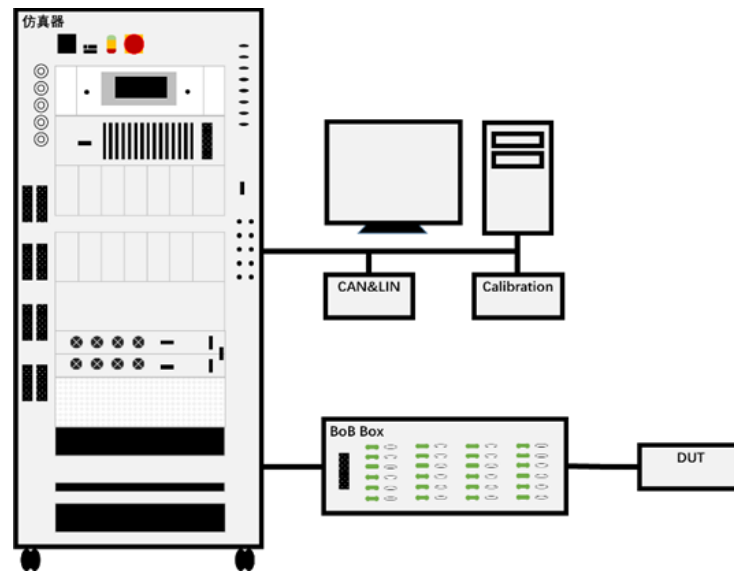 仿真器
CAN&LIN
Calibration
BoB Box
DUT